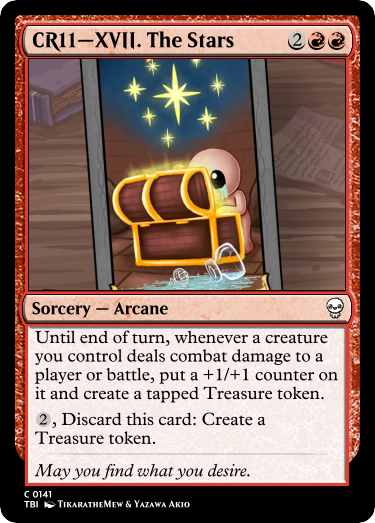 CR11—XVII. The Stars 2
Sorcery — Arcane
Until end of turn, whenever a creature
you control deals combat damage to a
player or battle, put a +1/+1 counter on
it and create a tapped Treasure token.
2, Discard this card: Create a
Treasure token.
May you find what you desire.
C 0141
TBI TikaratheMew & Yazawa Akio